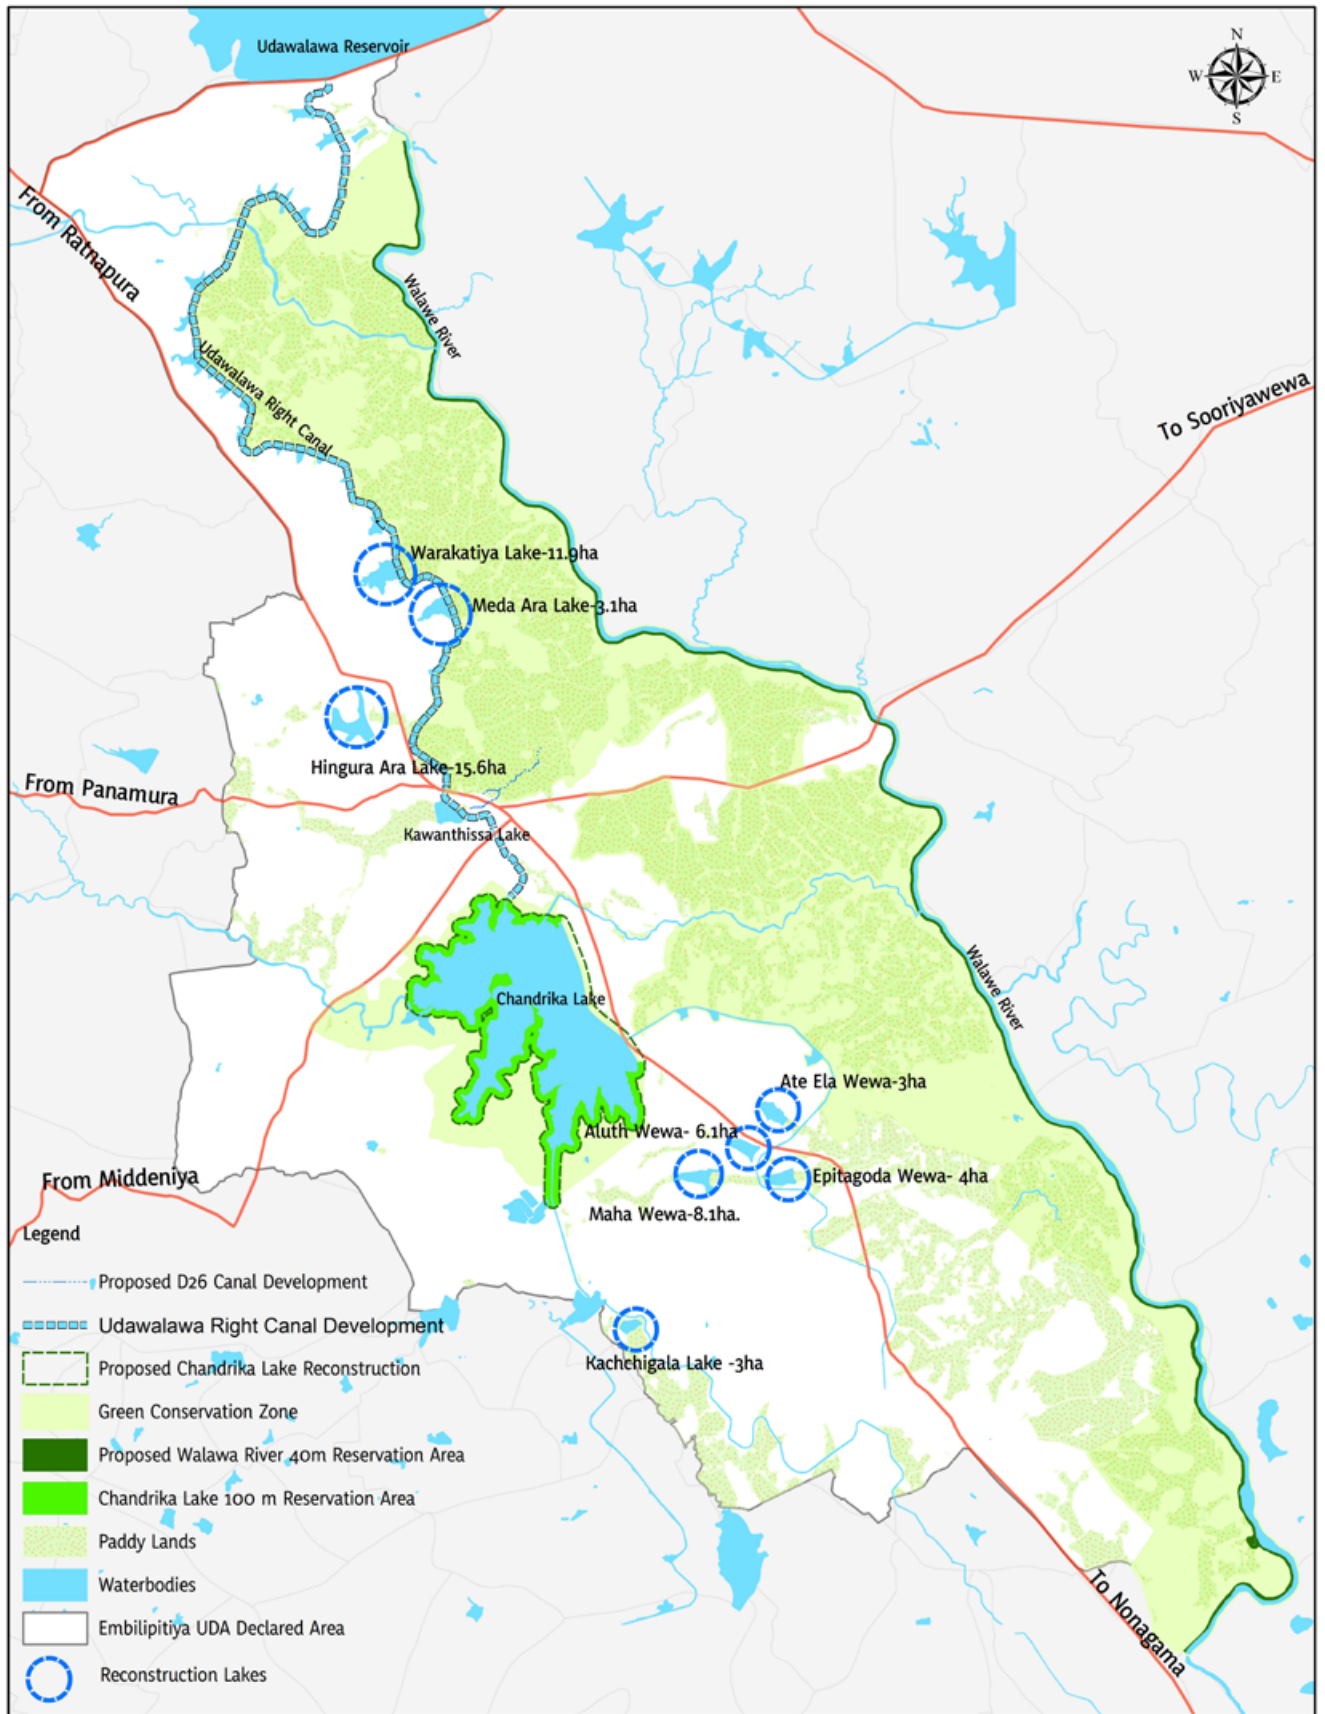 Udawalawa Reservoir
N
W
E
S
From Ratnapura
Walawe River
Udawalawa Right Canal
To Sooriyawewa
Warakatiya Lake-11.9ha
Meda Ara Lake-3.1ha
Hingura Ara Lake-15.6ha
From Panamura
Kawanthissa Lake
Walawe River
Chandrika Lake
Ate Ela Wewa-3ha
Aluth Wewa- 6.1ha
Epitagoda Wewa- 4ha
Maha Wewa-8.1ha.
From Middeniya
Kachchigala Lake -3ha
To Nonagama
Legend
Proposed D26 Canal Development
Udawalawa Right Canal Development
Proposed Chandrika Lake Reconstruction
Green Conservation Zone
Proposed Walawa River 40m Reservation Area
Chandrika Lake 100 m Reservation Area
Paddy Lands
Waterbodies
Embilipitiya UDA Declared Area
Reconstruction Lakes